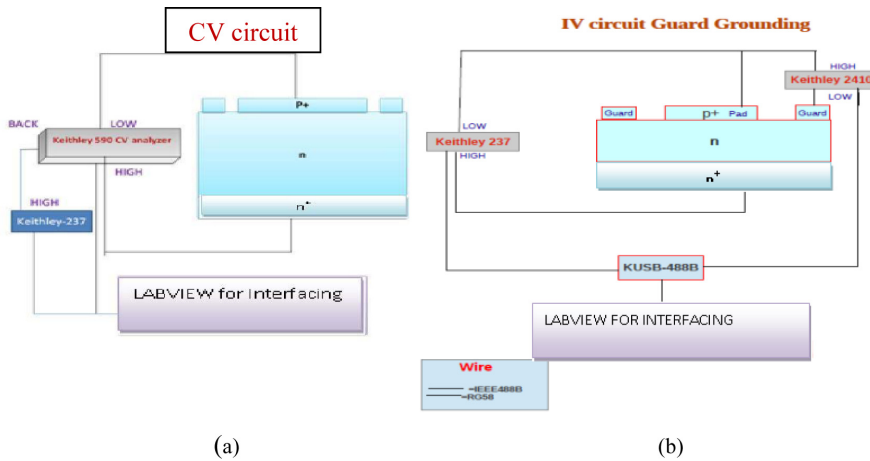 CV circuit
BACK
LOW
Keithley 590 CV analyzer
HIGH
HIGH
Keithley-237
P+
n
n+
LABVIEW for Interfacing
(a)
IV circuit Guard Grounding
HIGH
Keithley 2410
LOW
LOW
Keithley 237
HIGH
Guard
p+ Pad
Guard
n
n+
KUSB-488B
LABVIEW FOR INTERFACING
Wire
=IEEE488B
=RG58
(b)